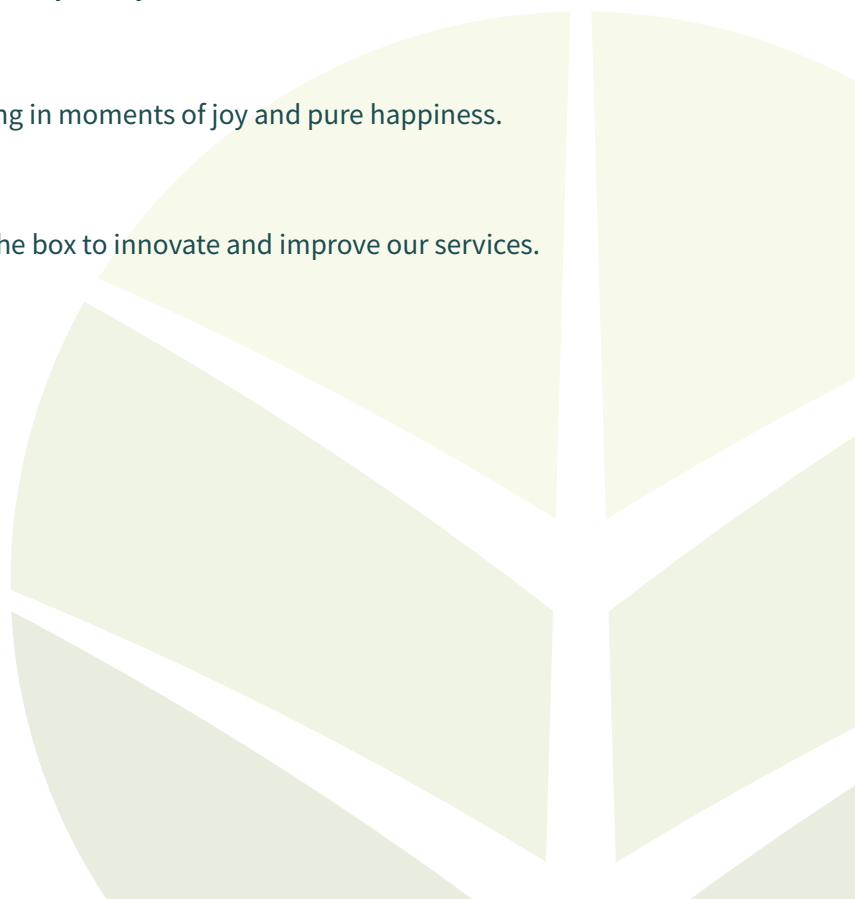 ng in moments of joy and pure happiness.
he box to innovate and improve our services.